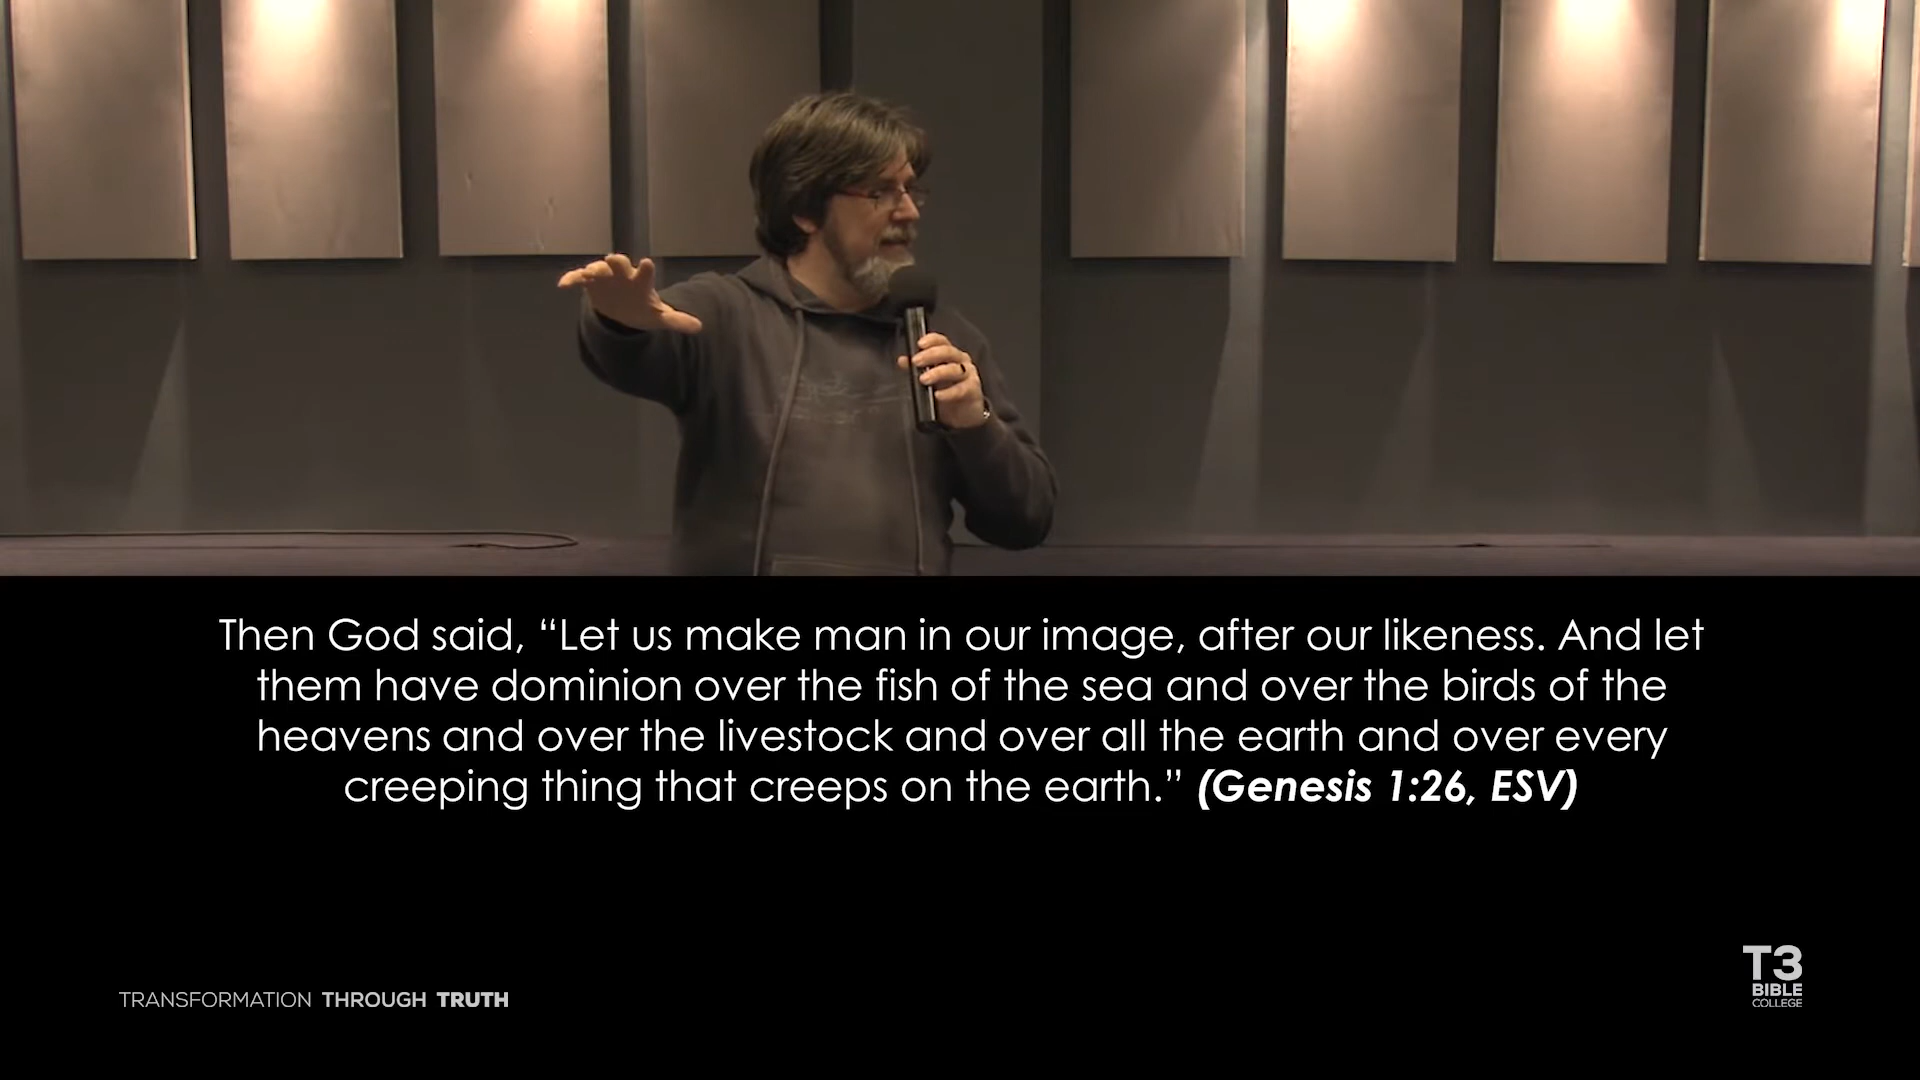 Then God said, “Let us make man in our image, after our likeness. And let
them have dominion over the fish of the sea and over the birds of the
heavens and over the livestock and over all the earth and over every
creeping thing that creeps on the earth.” (Genesis 1:26, ESV)
TRANSFORMATION THROUGH TRUTH
T3
BIBLE
COLLEGE